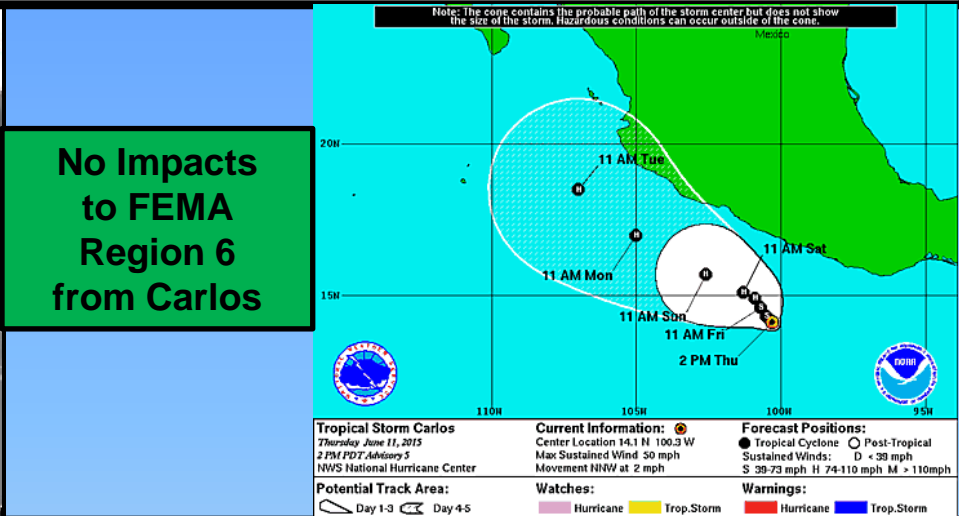 Note: The cone contains the probable path of the storm center but does not show
the size of the storm. Hazardous conditions can occur outside of the cone.
Mexico
No Impacts
to FEMA
Region 6
from Carlos
20N
11 AM Tue
11 AM Sat
11 AM Mon
15N
11 AM Sun
11 AM Fri
2 PM Thu
NOAA
110W 105W 100W 95W
H
H
H
H
H
S
Tropical Storm Carlos
Thursday June 11, 2015
2 PM PDT Advisory 5
NWS National Hurricane Center
Current Information:
Center Location 14.1 N 100.3 W
Max Sustained Wind 50 mph
Movement NNW at 2 mph
Forecast Positions:
Tropical Cyclone Post-Tropical
Sustained Winds: D < 39 mph
S 39-73 mph H 74-110 mph M > 110mph
Potential Track Area:
Day 1-3 Day 4-5
Watches:
Hurricane Trop.Storm
Warnings:
Hurricane Trop.Storm